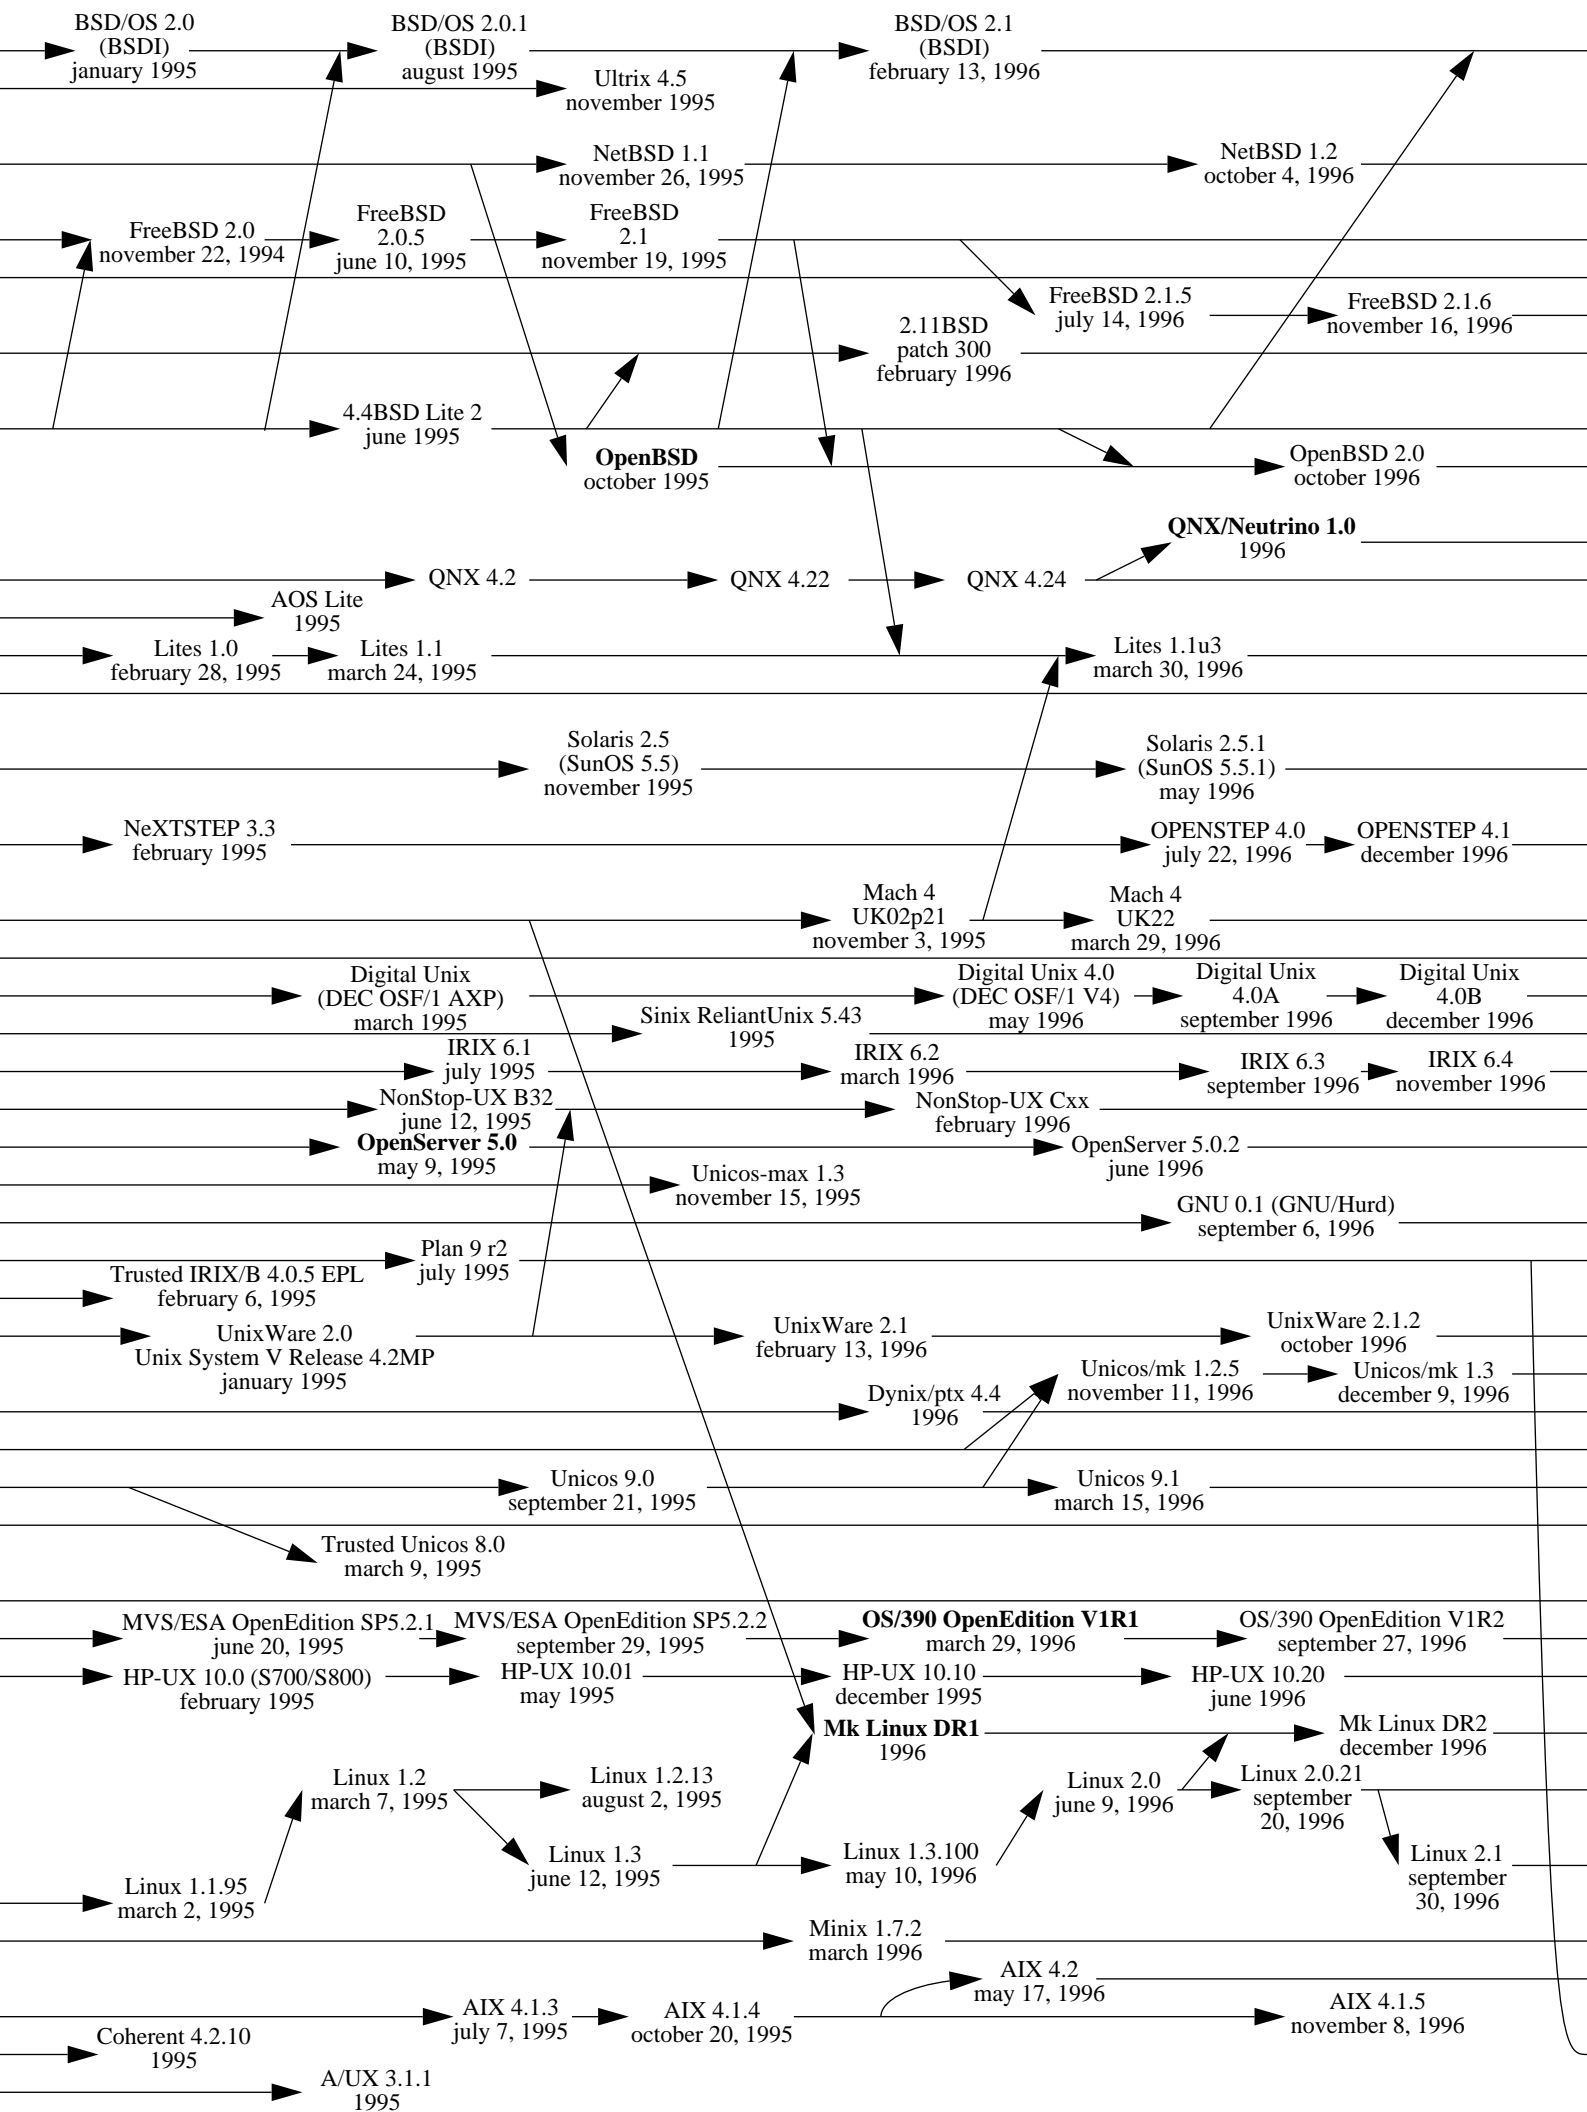 BSD/OS 2.0
(BSDI)
january 1995
BSD/OS 2.0.1
(BSDI)
august 1995
BSD/OS 2.1
(BSDI)
february 13, 1996
Ultrix 4.5
november 1995
NetBSD 1.1
november 26, 1995
NetBSD 1.2
october 4, 1996
FreeBSD 2.0
november 22, 1994
FreeBSD
2.0.5
june 10, 1995
FreeBSD
2.1
november 19, 1995
FreeBSD 2.1.5
july 14, 1996
FreeBSD 2.1.6
november 16, 1996
2.11BSD
patch 300
february 1996
4.4BSD Lite 2
june 1995
OpenBSD
october 1995
OpenBSD 2.0
october 1996
QNX/Neutrino 1.0
1996
QNX 4.2
QNX 4.22
QNX 4.24
AOS Lite
1995
Lites 1.0
february 28, 1995
Lites 1.1
march 24, 1995
Lites 1.1u3
march 30, 1996
Solaris 2.5
(SunOS 5.5)
november 1995
Solaris 2.5.1
(SunOS 5.5.1)
may 1996
NeXTSTEP 3.3
february 1995
OPENSTEP 4.0
july 22, 1996
OPENSTEP 4.1
december 1996
Mach 4
UK02p21
november 3, 1995
Mach 4
UK22
march 29, 1996
Digital Unix
(DEC OSF/1 AXP)
march 1995
Digital Unix 4.0
(DEC OSF/1 V4)
may 1996
Digital Unix
4.0A
september 1996
Digital Unix
4.0B
december 1996
Sinix ReliantUnix 5.43
1995
IRIX 6.1
july 1995
IRIX 6.2
march 1996
IRIX 6.3
september 1996
IRIX 6.4
november 1996
NonStop-UX B32
june 12, 1995
NonStop-UX Cxx
february 1996
OpenServer 5.0
may 9, 1995
OpenServer 5.0.2
june 1996
Unicos-max 1.3
november 15, 1995
GNU 0.1 (GNU/Hurd)
september 6, 1996
Plan 9 r2
july 1995
Trusted IRIX/B 4.0.5 EPL
february 6, 1995
UnixWare 2.0
Unix System V Release 4.2MP
january 1995
UnixWare 2.1
february 13, 1996
UnixWare 2.1.2
october 1996
Unicos/mk 1.2.5
november 11, 1996
Unicos/mk 1.3
december 9, 1996
Dynix/ptx 4.4
1996
Unicos 9.0
september 21, 1995
Unicos 9.1
march 15, 1996
Trusted Unicos 8.0
march 9, 1995
MVS/ESA OpenEdition SP5.2.1
june 20, 1995
MVS/ESA OpenEdition SP5.2.2
september 29, 1995
OS/390 OpenEdition V1R1
march 29, 1996
OS/390 OpenEdition V1R2
september 27, 1996
HP-UX 10.0 (S700/S800)
february 1995
HP-UX 10.01
may 1995
HP-UX 10.10
december 1995
HP-UX 10.20
june 1996
Mk Linux DR1
1996
Mk Linux DR2
december 1996
Linux 1.2
march 7, 1995
Linux 1.2.13
august 2, 1995
Linux 2.0
june 9, 1996
Linux 2.0.21
september
20, 1996
Linux 1.3
june 12, 1995
Linux 1.3.100
may 10, 1996
Linux 2.1
september
30, 1996
Linux 1.1.95
march 2, 1995
Minix 1.7.2
march 1996
AIX 4.2
may 17, 1996
AIX 4.1.3
july 7, 1995
AIX 4.1.4
october 20, 1995
AIX 4.1.5
november 8, 1996
Coherent 4.2.10
1995
A/UX 3.1.1
1995